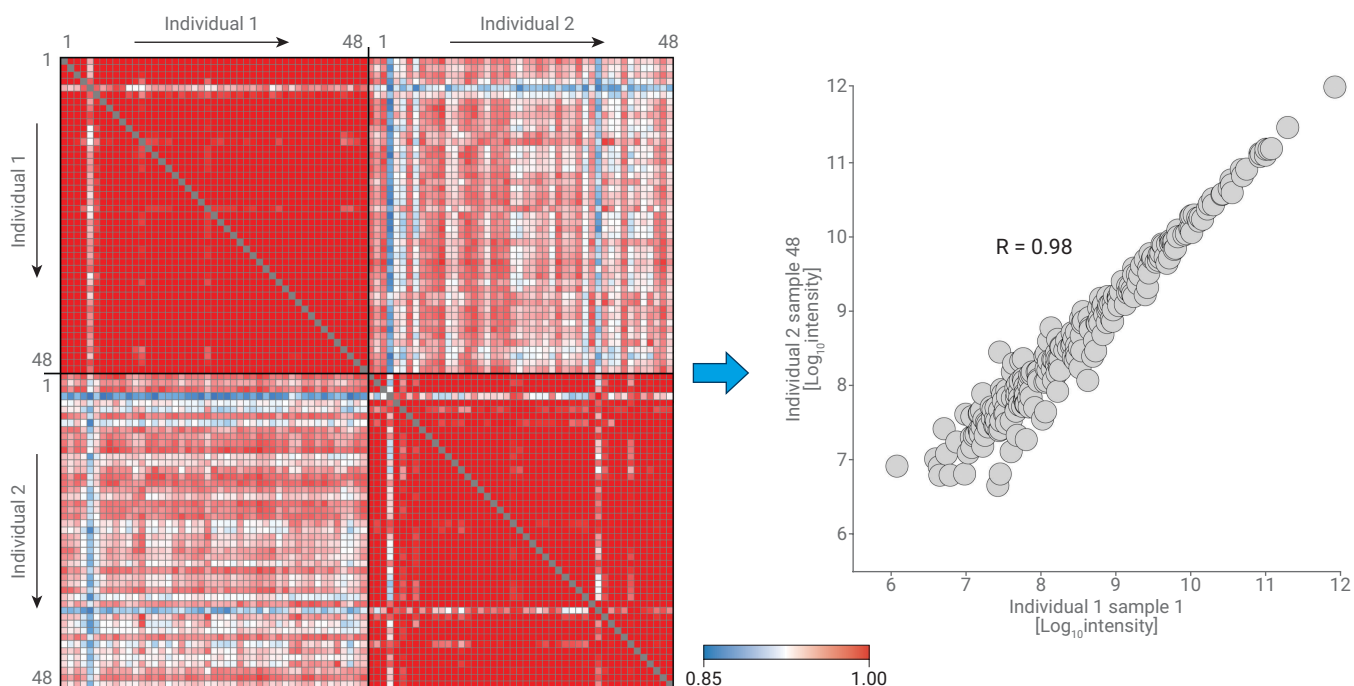 Individual 1
Individual 2
1
48
1
48
1
Individual 1
48
1
Individual 2
48
0.85
1.00
12
11
10
9
8
7
6
R = 0.98
Individual 2 sample 48
[Log10intensity]
6
7
8
9
10
11
12
Individual 1 sample 1
[Log10intensity]